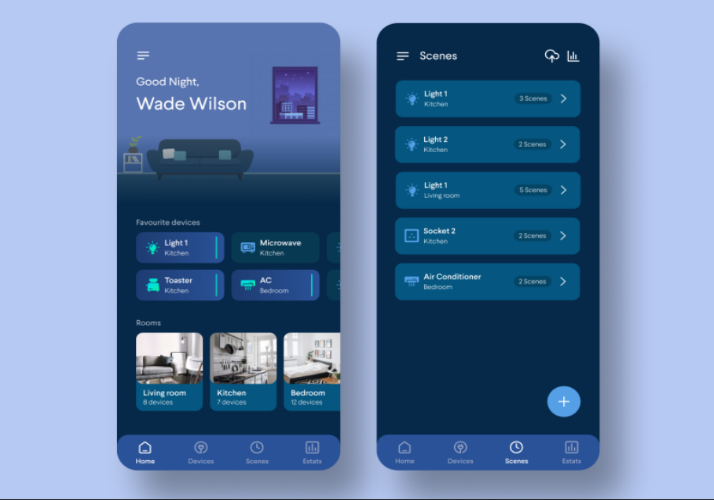 Good Night,
Wade Wilson
Favourite devices
Light 1
Kitchen
Microwave
Kitchen
Toaster
Kitchen
AC
Bedroom
Rooms
Living room
8 devices
Kitchen
7 devices
Bedroom
12 devices
Home
Devices
Scenes
Estats
Scenes
Light 1
Kitchen
3 Scenes
Light 2
Kitchen
2 Scenes
Light 1
Living room
5 Scenes
Socket 2
Kitchen
2 Scenes
Air Conditioner
Bedroom
2 Scenes
Home
Devices
Scenes
Estats